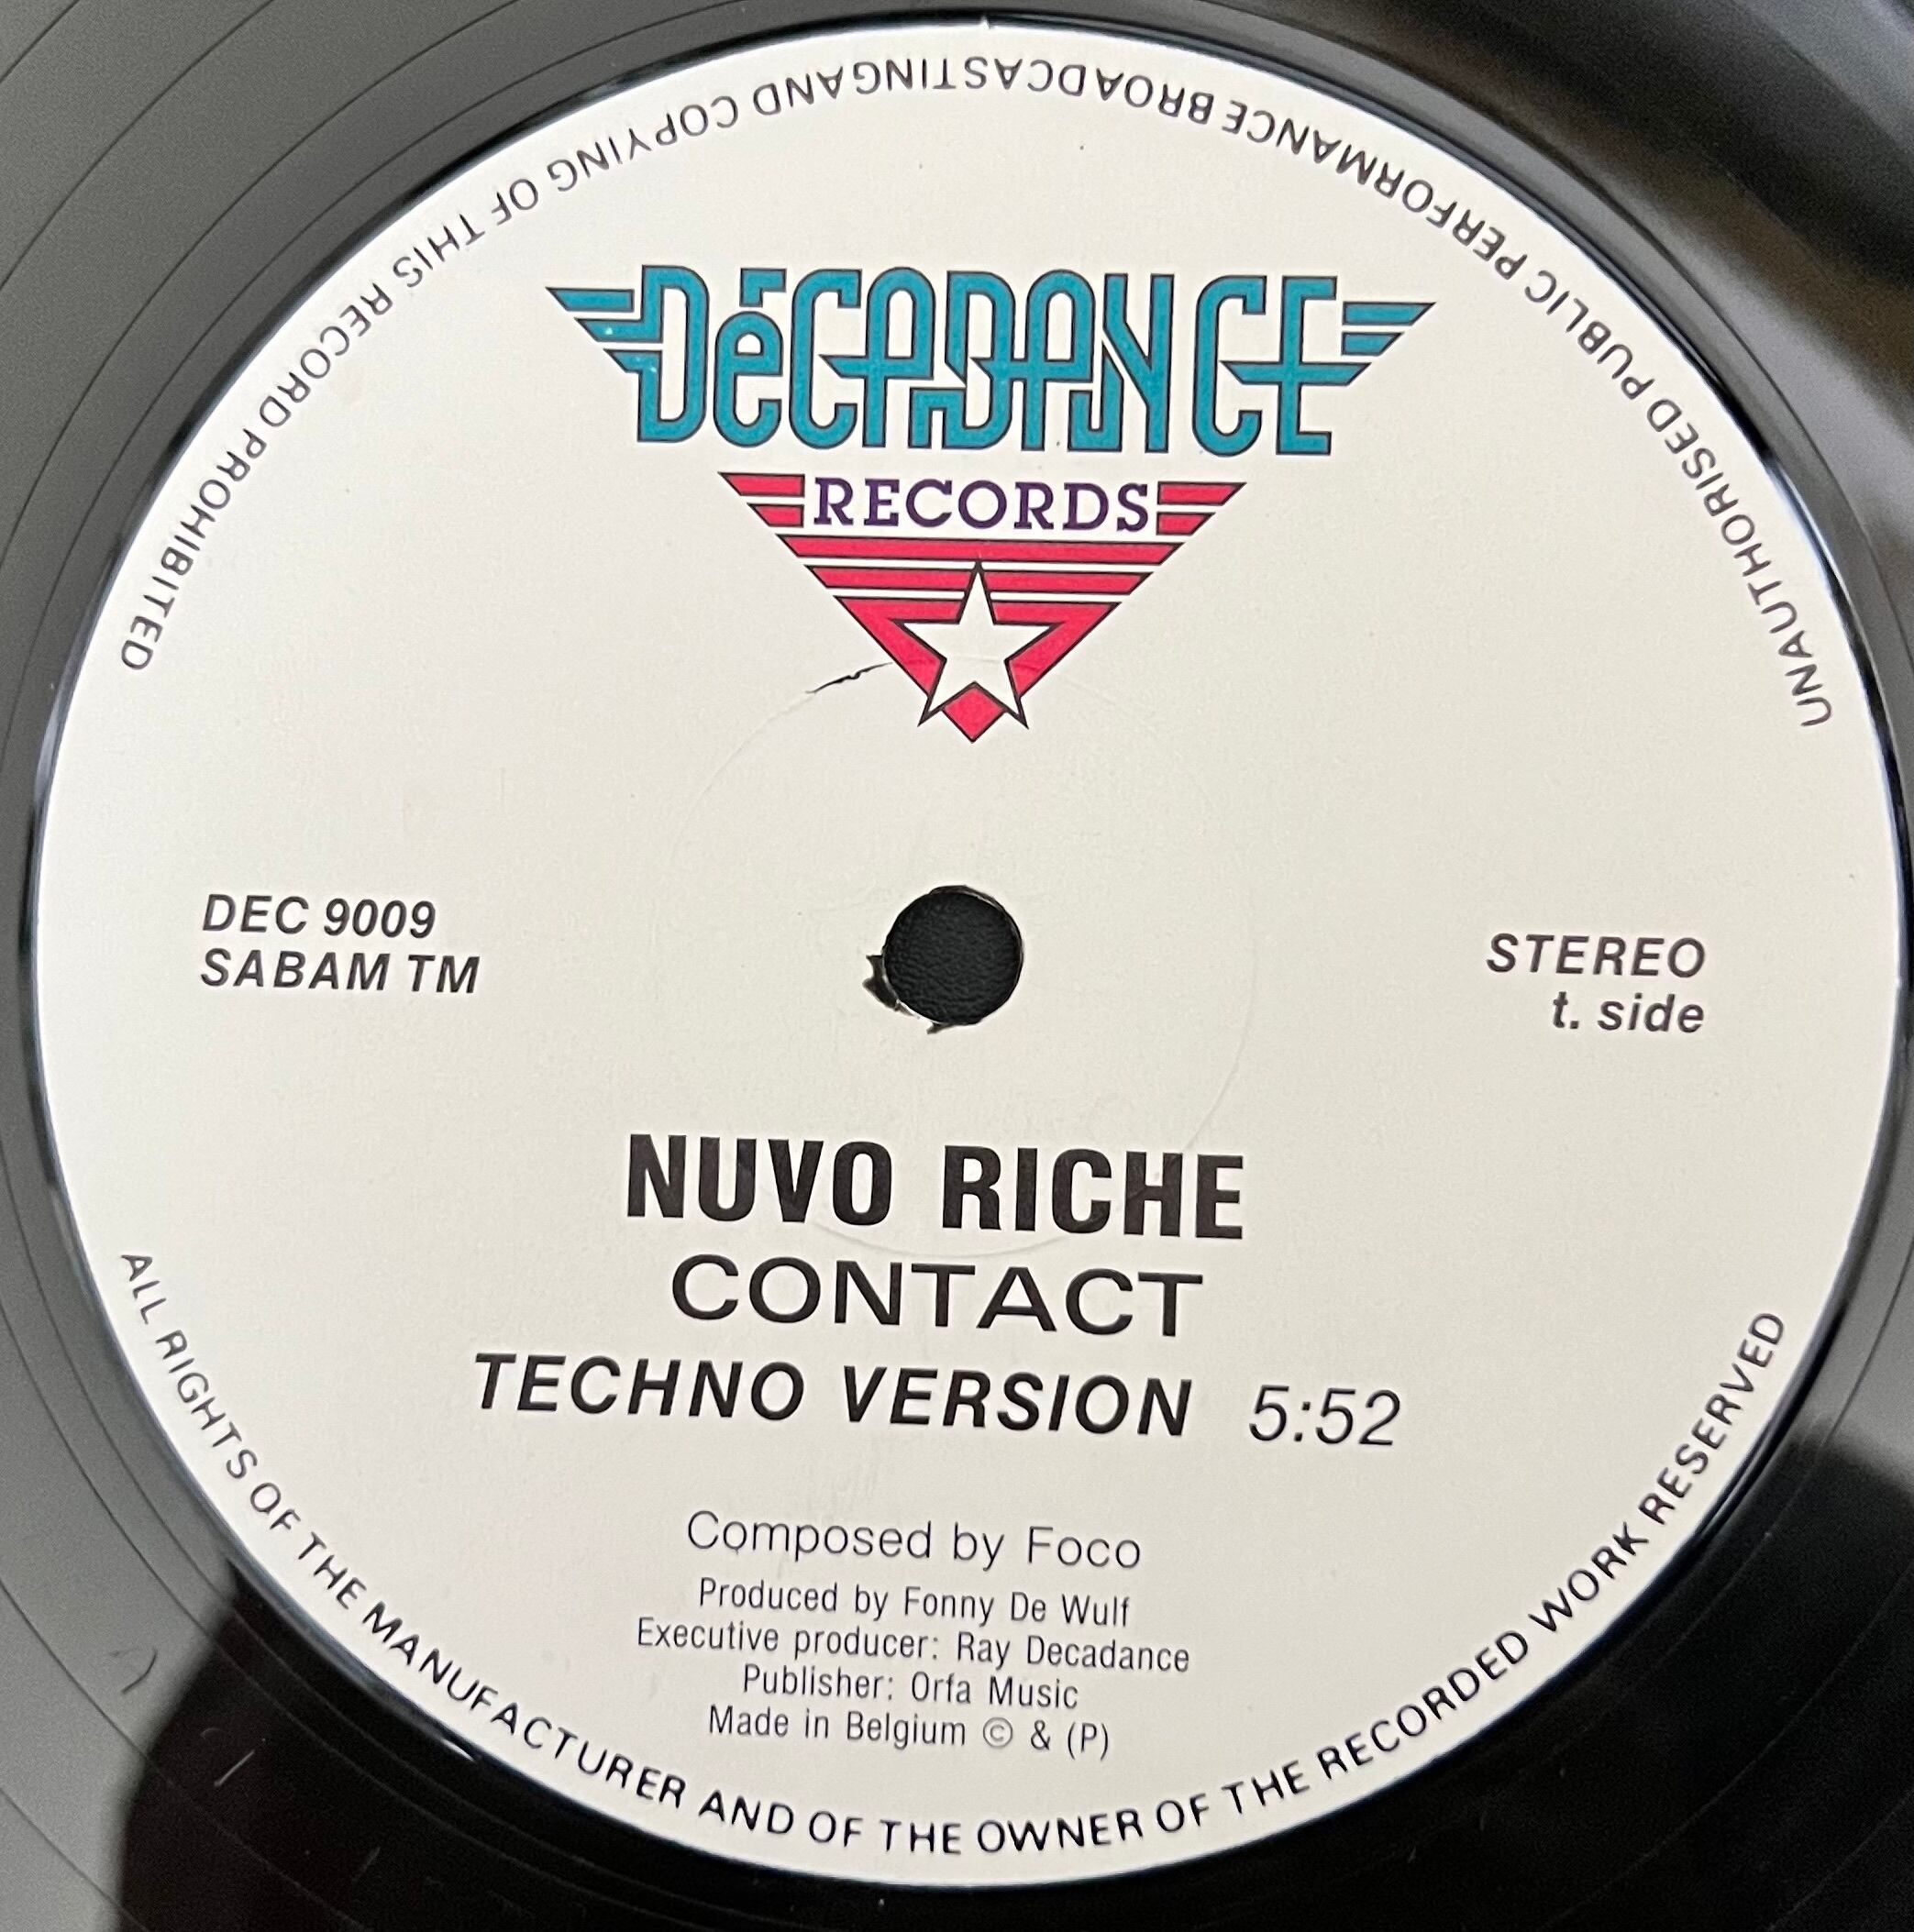 UNAUTHORISED PUBLIC PERFORMANCE BROADCASTING AND COPYING OF THIS RECORD PROHIBITED
DéCADANCE
RECORDS
DEC 9009
SABAM TM
STEREO
t. side
NUVO RICHE
CONTACT
TECHNO VERSION 5:52
Composed by Foco
Produced by Fonny De Wulf
Executive producer: Ray Decadance
Publisher: Orfa Music
Made in Belgium © & (P)
ALL RIGHTS OF THE MANUFACTURER AND OF THE OWNER OF THE RECORDED WORK RESERVED